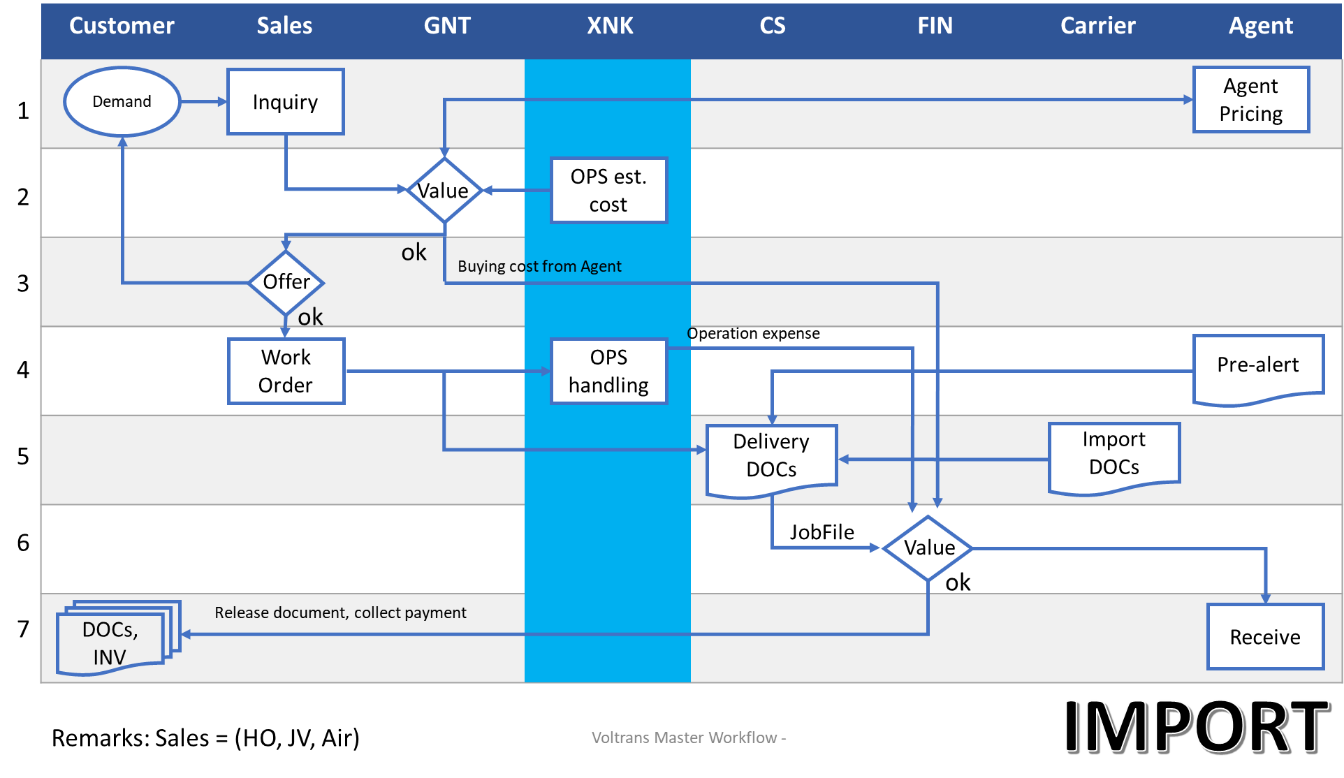 Customer Sales GNT XNK CS FIN Carrier Agent
1
Demand
Inquiry
Agent
Pricing
2
Value
OPS est.
cost
3
ok
Offer
Buying cost from Agent
ok
4
Work
Order
OPS
handling
Operation expense
Pre-alert
5
Delivery
DOCs
Import
DOCs
6
JobFile
Value
ok
7
DOCs,
INV
Release document, collect payment
Receive
Remarks: Sales = (HO, JV, Air)
Voltrans Master Workflow -
IMPORT